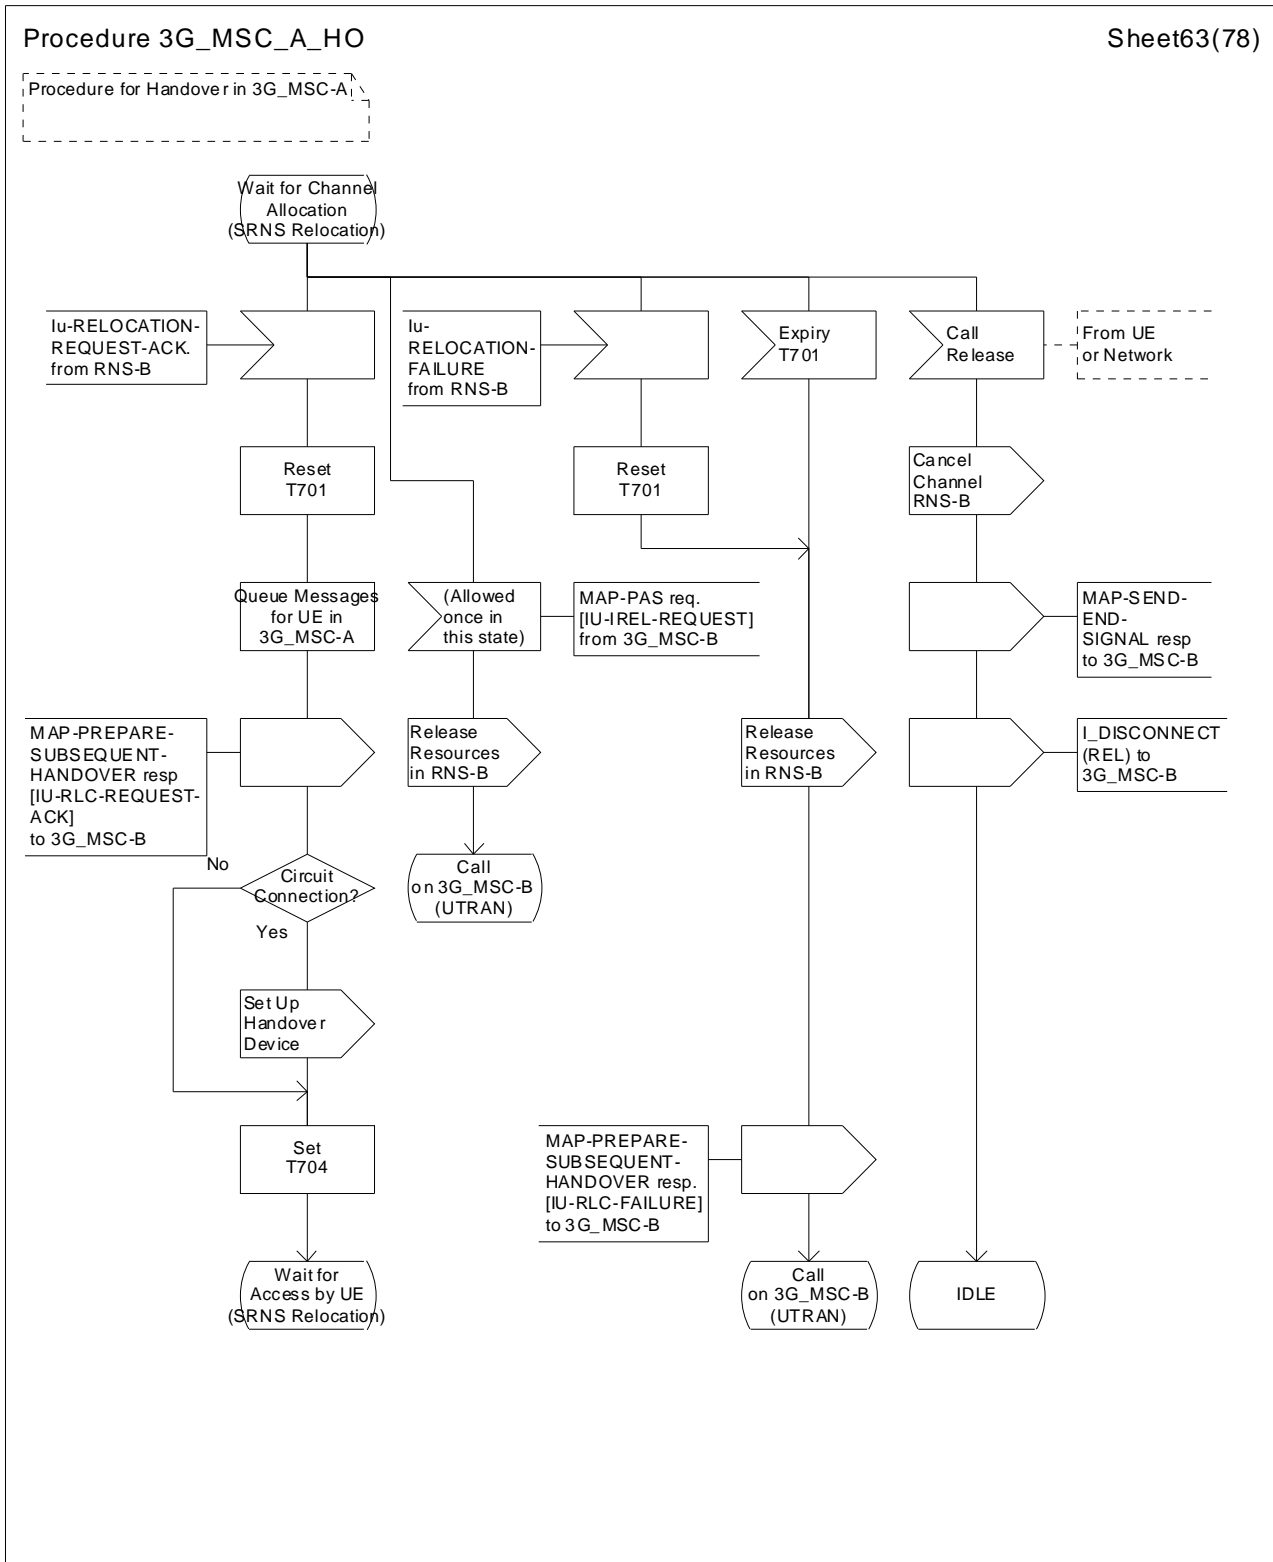 Procedure 3G_MSC_A_HO
Sheet63(78)
Procedure for Handover in 3G_MSC-A
Wait for Channel
Allocation
(SRNS Relocation)
Iu-RELOCATION-
REQUEST-ACK.
from RNS-B
Iu-
RELOCATION-
FAILURE
from RNS-B
Expiry
T701
Call
Release
From UE
or Network
Reset
T701
Reset
T701
Cancel
Channel
RNS-B
Queue Messages
for UE in
3G_MSC-A
(Allowed
once in
this state)
MAP-PAS req.
[IU-IREL-REQUEST]
from 3G_MSC-B
MAP-SEND-
END-
SIGNAL resp
to 3G_MSC-B
MAP-PREPARE-
SUBSEQUENT-
HANDOVER resp
[IU-RLC-REQUEST-
ACK]
to 3G_MSC-B
Release
Resources
in RNS-B
Release
Resources
in RNS-B
I_DISCONNECT
(REL) to
3G_MSC-B
No
Circuit
Connection?
Yes
Call
on 3G_MSC-B
(UTRAN)
Set Up
Handover
Device
Set
T704
MAP-PREPARE-
SUBSEQUENT-
HANDOVER resp.
[IU-RLC-FAILURE]
to 3G_MSC-B
Wait for
Access by UE
(SRNS Relocation)
Call
on 3G_MSC-B
(UTRAN)
IDLE